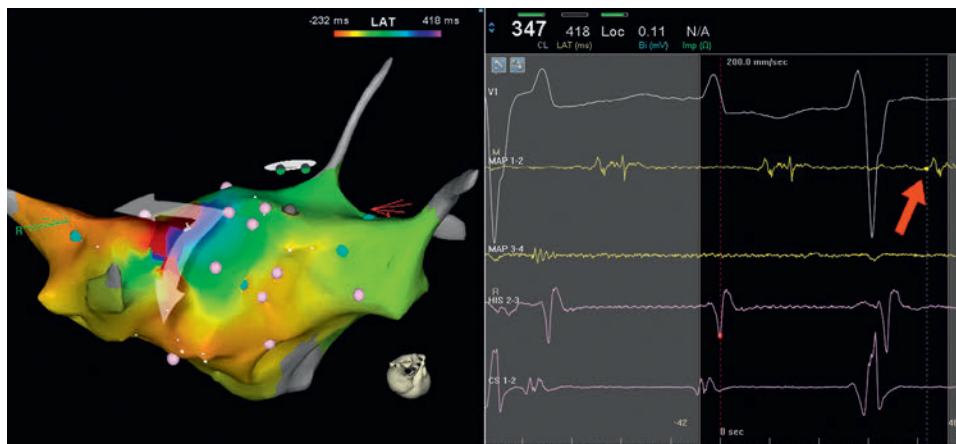 -232 ms LAT 418 ms
R
347 418 Loc 0.11 N/A
CL LAT (ms) Bi (mV) Imp (Ω)
200.0 mm/sec
V1
M
MAP 1-2
MAP 3-4
R
HIS 2-3
CS 1-2
-42
0 sec